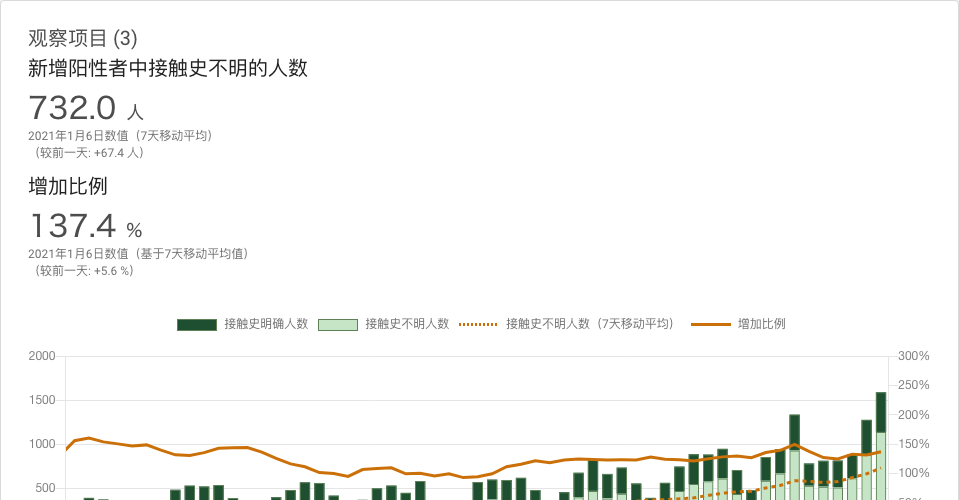 观察项目 (3)
新增阳性者中接触史不明的人数
732.0 人
2021年1月6日数值（7天移动平均）
（较前一天: +67.4 人）
增加比例
137.4 %
2021年1月6日数值（基于7天移动平均值）
（较前一天: +5.6 %）
接触史明确人数 接触史不明人数 接触史不明人数（7天移动平均） 增加比例
2000 300%
250%
1500 200%
1000 150%
100%
500